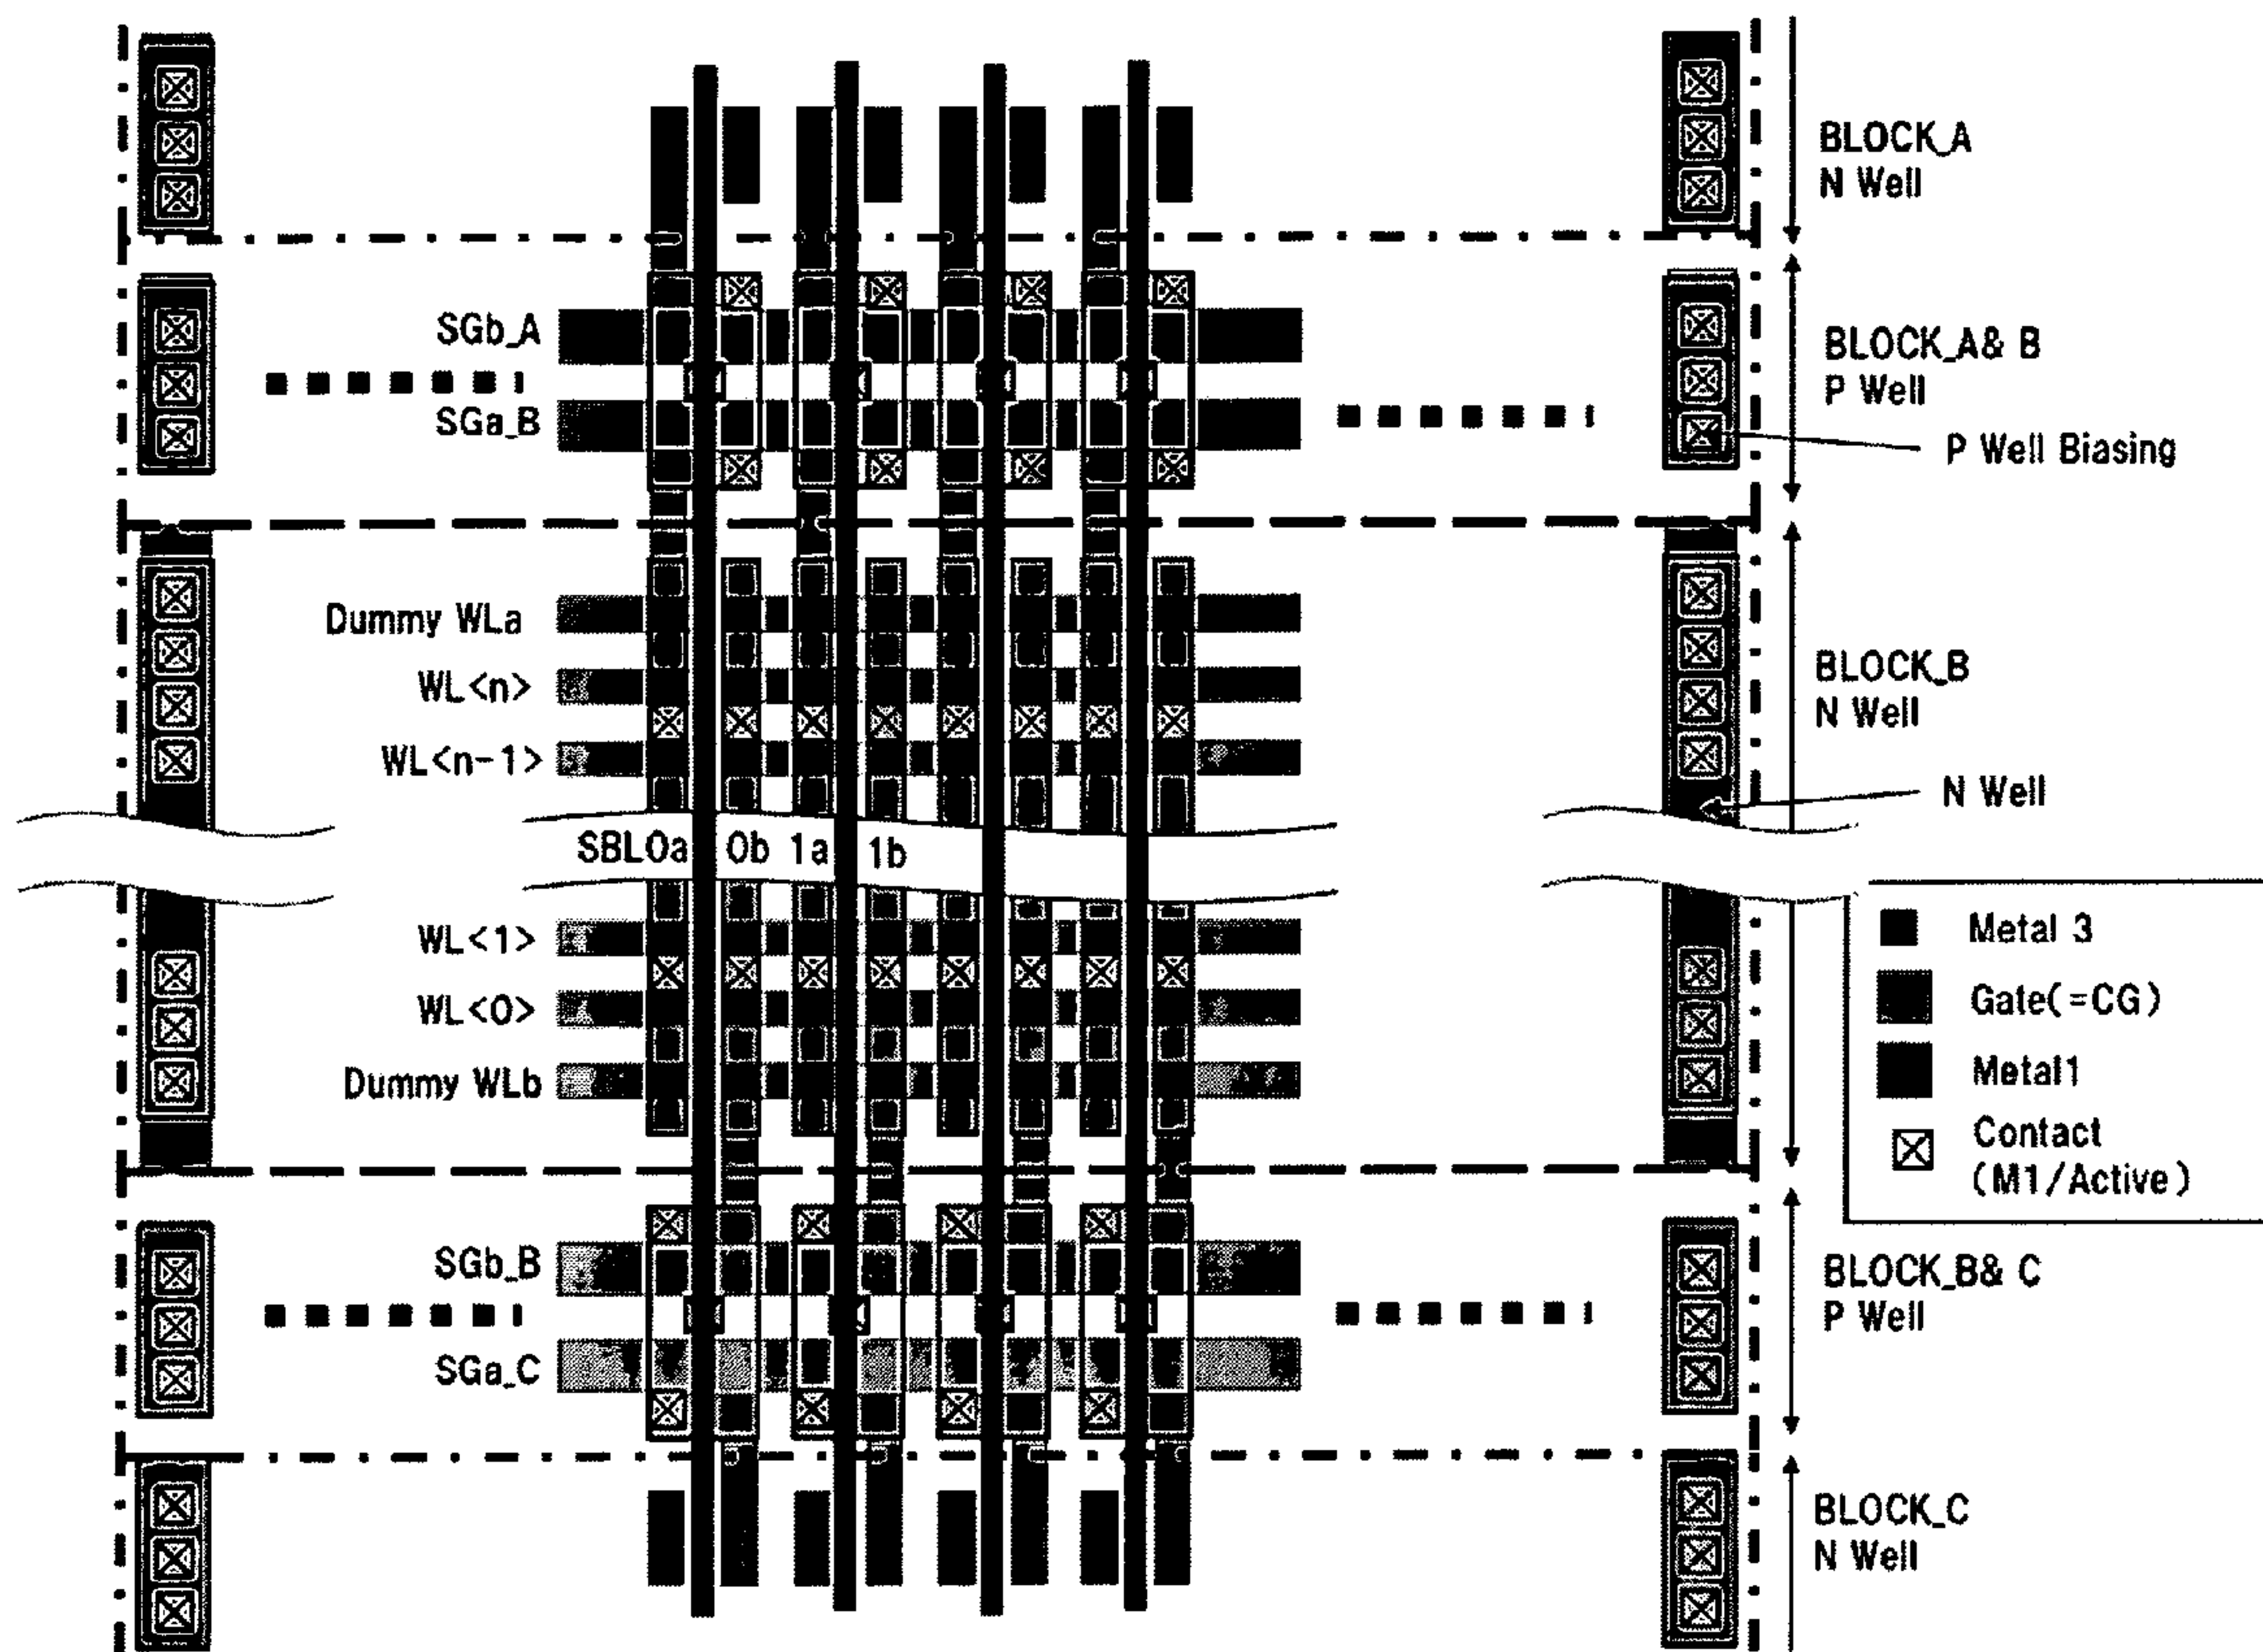 BLOCK_A
N Well
SGb_A
BLOCK_A& B
P Well
SGa_B
P Well Biasing
Dummy WLa
WL<n>
BLOCK_B
N Well
WL<n-1>
N Well
SBL0a 0b 1a 1b
WL<1>
Metal 3
WL<0>
Gate(=CG)
Dummy WLb
Metal1
Contact
(M1/Active)
SGb_B
BLOCK_B& C
P Well
SGa_C
BLOCK_C
N Well